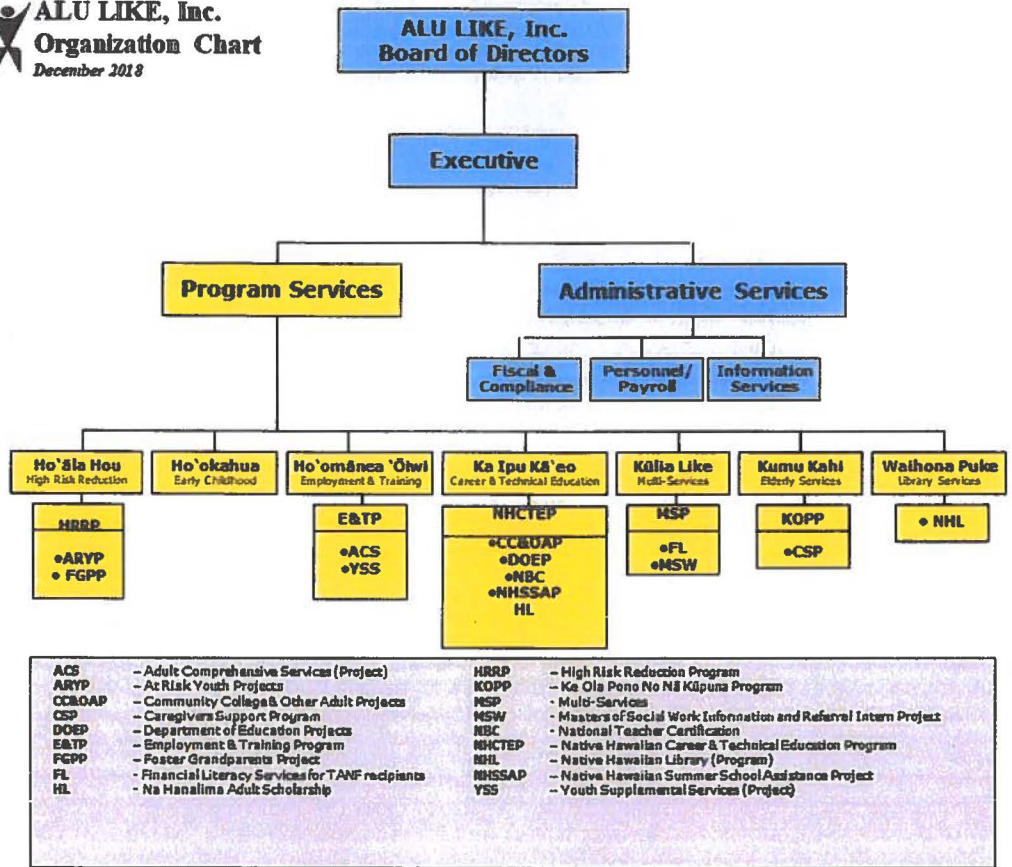 ALU LIKE, Inc.
Organization Chart
December 2018
ALU LIKE, Inc.
Board of Directors
Executive
Program Services
Administrative Services
Fiscal &
Compliance
Personnel/
Payroll
Information
Services
Ho`āla Hou
High Risk Reduction
Ho`okahua
Early Childhood
Ho`omānea `Ōiwi
Employment & Training
Ka Ipu Kā`eo
Career & Technical Education
Kūlia Like
Multi-Services
Kumu Kahi
Elderly Services
Waihona Puke
Library Services
HRRP
•ARYP
• FGPP
E&TP
•ACS
•YSS
NHCTEP
•CC&OAP
•DOEP
•NBC
•NHSSAP
HL
MSP
•FL
•MSW
KOPP
•CSP
• NHL
ACS – Adult Comprehensive Services (Project)
ARYP – At Risk Youth Projects
CC&OAP – Community College & Other Adult Projects
CSP – Caregivers Support Program
DOEP – Department of Education Projects
E&TP – Employment & Training Program
FGPP – Foster Grandparents Project
FL - Financial Literacy Services for TANF recipients
HL - Na Hanalima Adult Scholarship
HRRP – High Risk Reduction Program
KOPP – Ke Ola Pono No Nā Kūpuna Program
MSP - Multi-Services
MSW - Masters of Social Work Information and Referral Intern Project
NBC - National Teacher Certification
NHCTEP – Native Hawaiian Career & Technical Education Program
NHL – Native Hawaiian Library (Program)
NHSSAP – Native Hawaiian Summer School Assistance Project
YSS – Youth Supplemental Services (Project)